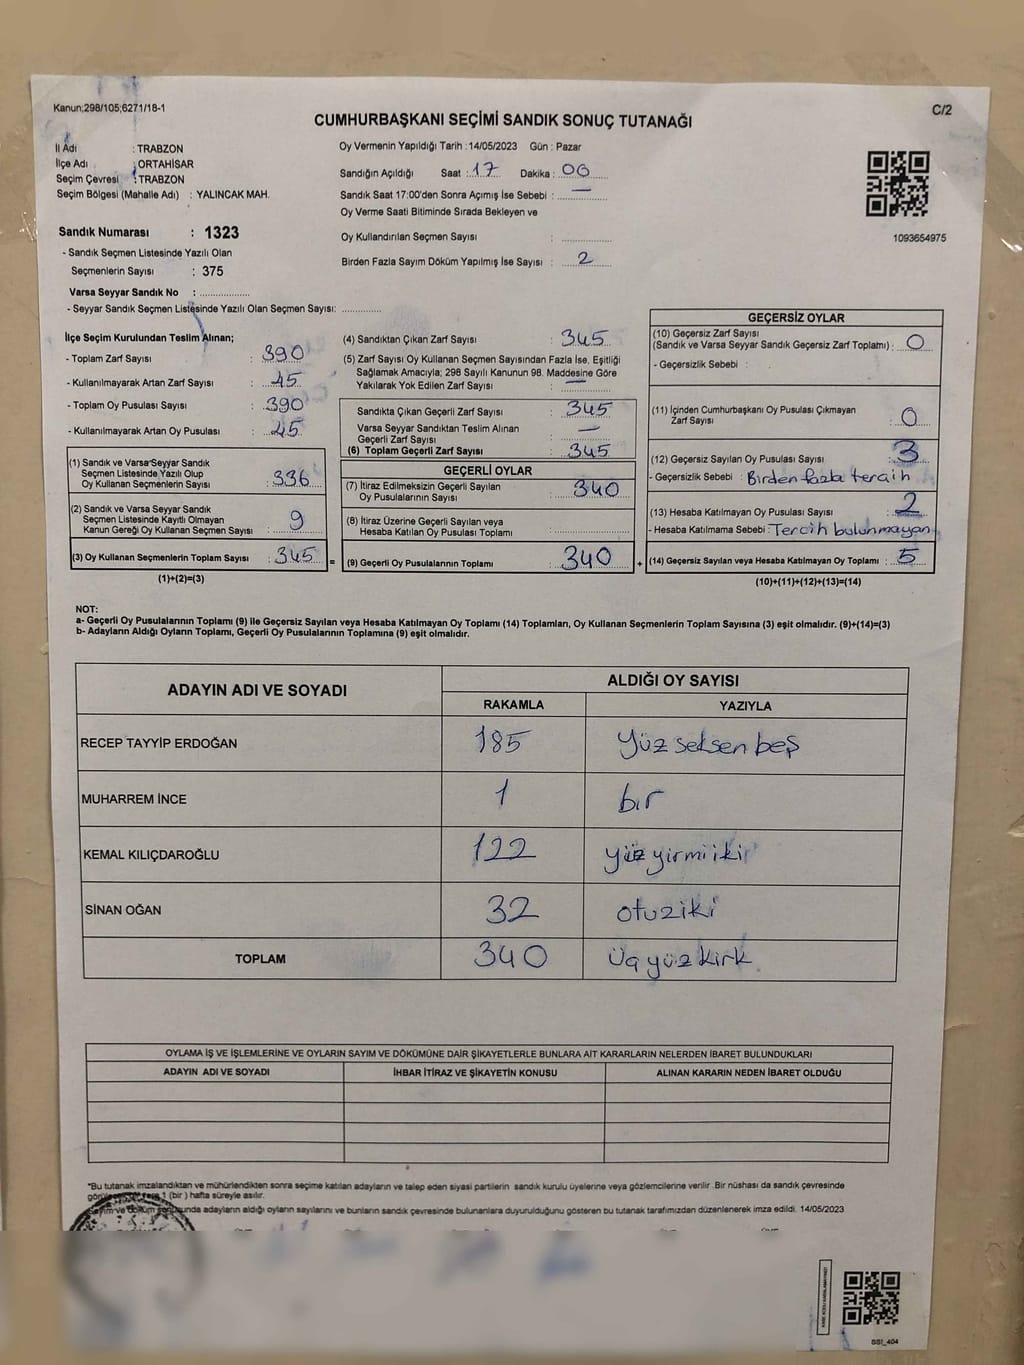 Kanun;298/105;6271/18-1
C/2
CUMHURBAŞKANI SEÇİMİ SANDIK SONUÇ TUTANAĞI
İl Adı : TRABZON
İlçe Adı : ORTAHİSAR
Seçim Çevresi : TRABZON
Seçim Bölgesi (Mahalle Adı) : YALINCAK MAH.
Oy Vermenin Yapıldığı Tarih :14/05/2023 Gün : Pazar
Sandığın Açıldığı Saat : 17 Dakika : 00
Sandık Saat 17:00'den Sonra Açımış İse Sebebi : —
Oy Verme Saati Bitiminde Sırada Bekleyen ve
Oy Kullandırılan Seçmen Sayısı :
Birden Fazla Sayım Döküm Yapılmış İse Sayısı : 2
1093654975
Sandık Numarası : 1323
- Sandık Seçmen Listesinde Yazılı Olan
Seçmenlerin Sayısı : 375
Varsa Seyyar Sandık No :
- Seyyar Sandık Seçmen Listesinde Yazılı Olan Seçmen Sayısı:
İlçe Seçim Kurulundan Teslim Alınan;
- Toplam Zarf Sayısı : 390
- Kullanılmayarak Artan Zarf Sayısı : 45
- Toplam Oy Pusulası Sayısı : 390
- Kullanılmayarak Artan Oy Pusulası : 45
(1) Sandık ve Varsa Seyyar Sandık
Seçmen Listesinde Yazılı Olup
Oy Kullanan Seçmenlerin Sayısı : 336
(2) Sandık ve Varsa Seyyar Sandık
Seçmen Listesinde Kayıtlı Olmayan
Kanun Gereği Oy Kullanan Seçmen Sayısı : 9
(3) Oy Kullanan Seçmenlerin Toplam Sayısı : 345 =
(1)+(2)=(3)
(4) Sandıktan Çıkan Zarf Sayısı : 345
(5) Zarf Sayısı Oy Kullanan Seçmen Sayısından Fazla İse, Eşitliği
Sağlamak Amacıyla; 298 Sayılı Kanunun 98. Maddesine Göre
Yakılarak Yok Edilen Zarf Sayısı : —
Sandıkta Çıkan Geçerli Zarf Sayısı : 345
Varsa Seyyar Sandıktan Teslim Alınan
Geçerli Zarf Sayısı : —
(6) Toplam Geçerli Zarf Sayısı : 345
GEÇERLİ OYLAR
(7) İtiraz Edilmeksizin Geçerli Sayılan
Oy Pusulalarının Sayısı : 340
(8) İtiraz Üzerine Geçerli Sayılan veya
Hesaba Katılan Oy Pusulaları Toplamı :
(9) Geçerli Oy Pusulalarının Toplamı : 340 +
GEÇERSİZ OYLAR
(10) Geçersiz Zarf Sayısı
(Sandık ve Varsa Seyyar Sandık Geçersiz Zarf Toplamı) : 0
- Geçersizlik Sebebi :
(11) İçinden Cumhurbaşkanı Oy Pusulası Çıkmayan
Zarf Sayısı : 0
(12) Geçersiz Sayılan Oy Pusulası Sayısı : 3
- Geçersizlik Sebebi : Birden fazla tercih
(13) Hesaba Katılmayan Oy Pusulası Sayısı : 2
- Hesaba Katılmama Sebebi : Tercih bulunmayan
(14) Geçersiz Sayılan veya Hesaba Katılmayan Oy Toplamı : 5
(10)+(11)+(12)+(13)=(14)
NOT:
a- Geçerli Oy Pusulalarının Toplamı (9) ile Geçersiz Sayılan veya Hesaba Katılmayan Oy Toplamı (14) Toplamları, Oy Kullanan Seçmenlerin Toplam Sayısına (3) eşit olmalıdır. (9)+(14)=(3)
b- Adayların Aldığı Oyların Toplamı, Geçerli Oy Pusulalarının Toplamına (9) eşit olmalıdır.
ADAYIN ADI VE SOYADI
ALDIĞI OY SAYISI
RAKAMLA YAZIYLA
RECEP TAYYİP ERDOĞAN 185 yüz seksen beş
MUHARREM İNCE 1 bir
KEMAL KILIÇDAROĞLU 122 yüz yirmi iki
SİNAN OĞAN 32 otuziki
TOPLAM 340 Üçyüz kırk
OYLAMA İŞ VE İŞLEMLERİNE VE OYLARIN SAYIM VE DÖKÜMÜNE DAİR ŞİKAYETLERLE BUNLARA AİT KARARLARIN NELERDEN İBARET BULUNDUKLARI
ADAYIN ADI VE SOYADI İHBAR İTİRAZ VE ŞİKAYETİN KONUSU ALINAN KARARIN NEDEN İBARET OLDUĞU
*Bu tutanak imzalandıktan ve mühürlendikten sonra seçime katılan adayların ve talep eden siyasi partilerin sandık kurulu üyelerine veya gözlemcilerine verilir .Bir nüshası da sandık çevresinde
1 (bir ) hafta süreyle asılır.
adayların aldığı oyların sayılarını ve bunların sandık çevresinde bulunanlara duyurulduğunu gösteren bu tutanak tarafımızdan düzenlenerek imza edildi. 14/05/2023
SSI_404